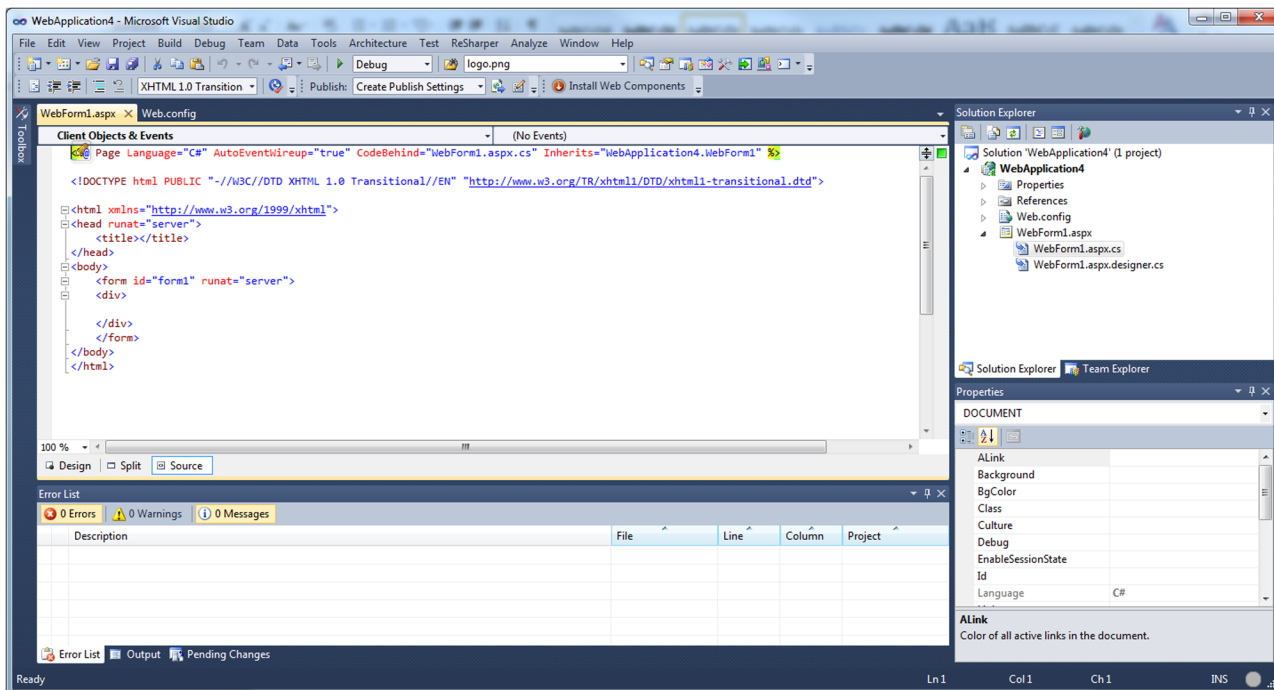 WebApplication4 - Microsoft Visual Studio
File Edit View Project Build Debug Team Data Tools Architecture Test ReSharper Analyze Window Help
Debug logo.png
XHTML 1.0 Transition Publish: Create Publish Settings Install Web Components
Toolbox
WebForm1.aspx Web.config
Client Objects & Events (No Events)
<%@ Page Language="C#" AutoEventWireup="true" CodeBehind="WebForm1.aspx.cs" Inherits="WebApplication4.WebForm1" %>
<!DOCTYPE html PUBLIC "-//W3C//DTD XHTML 1.0 Transitional//EN" "http://www.w3.org/TR/xhtml1/DTD/xhtml1-transitional.dtd">
<html xmlns="http://www.w3.org/1999/xhtml">
<head runat="server">
<title></title>
</head>
<body>
<form id="form1" runat="server">
<div>
</div>
</form>
</body>
</html>
100 %
Design Split Source
Error List
0 Errors 0 Warnings 0 Messages
Description File Line Column Project
Error List Output Pending Changes
Solution Explorer
Solution 'WebApplication4' (1 project)
WebApplication4
Properties
References
Web.config
WebForm1.aspx
WebForm1.aspx.cs
WebForm1.aspx.designer.cs
Solution Explorer Team Explorer
Properties
DOCUMENT
ALink
Background
BgColor
Class
Culture
Debug
EnableSessionState
Id
Language C#
ALink
Color of all active links in the document.
Ready Ln 1 Col 1 Ch 1 INS